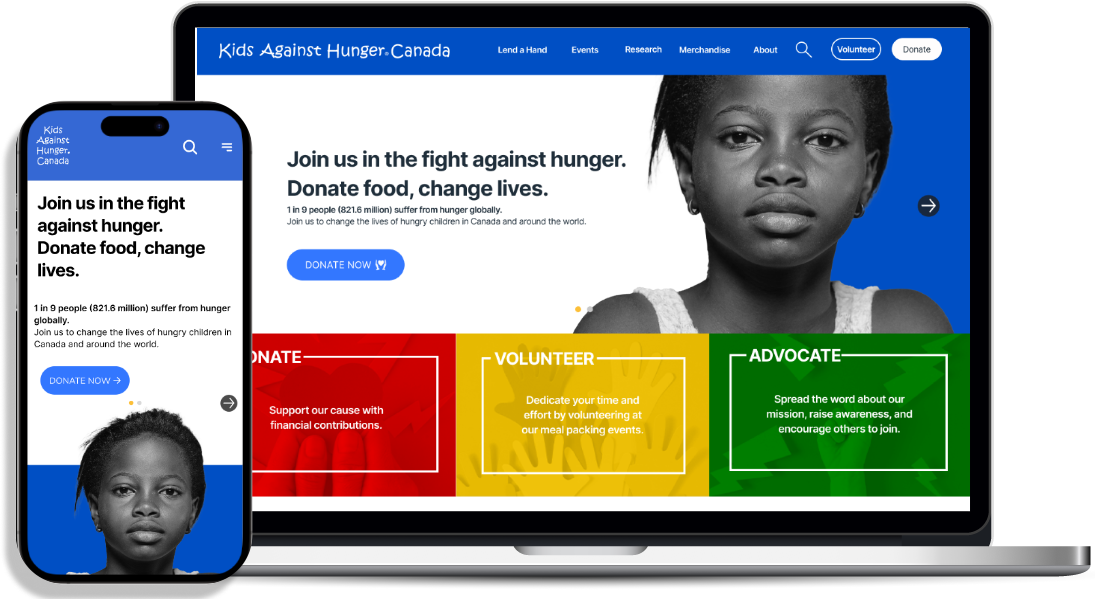 Kids Against Hunger® Canada
Lend a Hand
Events
Research
Merchandise
About
Volunteer
Donate
Join us in the fight against hunger.
Donate food, change lives.
1 in 9 people (821.6 million) suffer from hunger globally.
Join us to change the lives of hungry children in Canada and around the world.
DONATE NOW
ONATE
Support our cause with
financial contributions.
VOLUNTEER
Dedicate your time and
effort by volunteering at
our meal packing events.
ADVOCATE
Spread the word about our
mission, raise awareness, and
encourage others to join.
Kids
Against
Hunger®
Canada
Join us in the fight
against hunger.
Donate food, change
lives.
1 in 9 people (821.6 million) suffer from hunger
globally.
Join us to change the lives of hungry children in
Canada and around the world.
DONATE NOW →